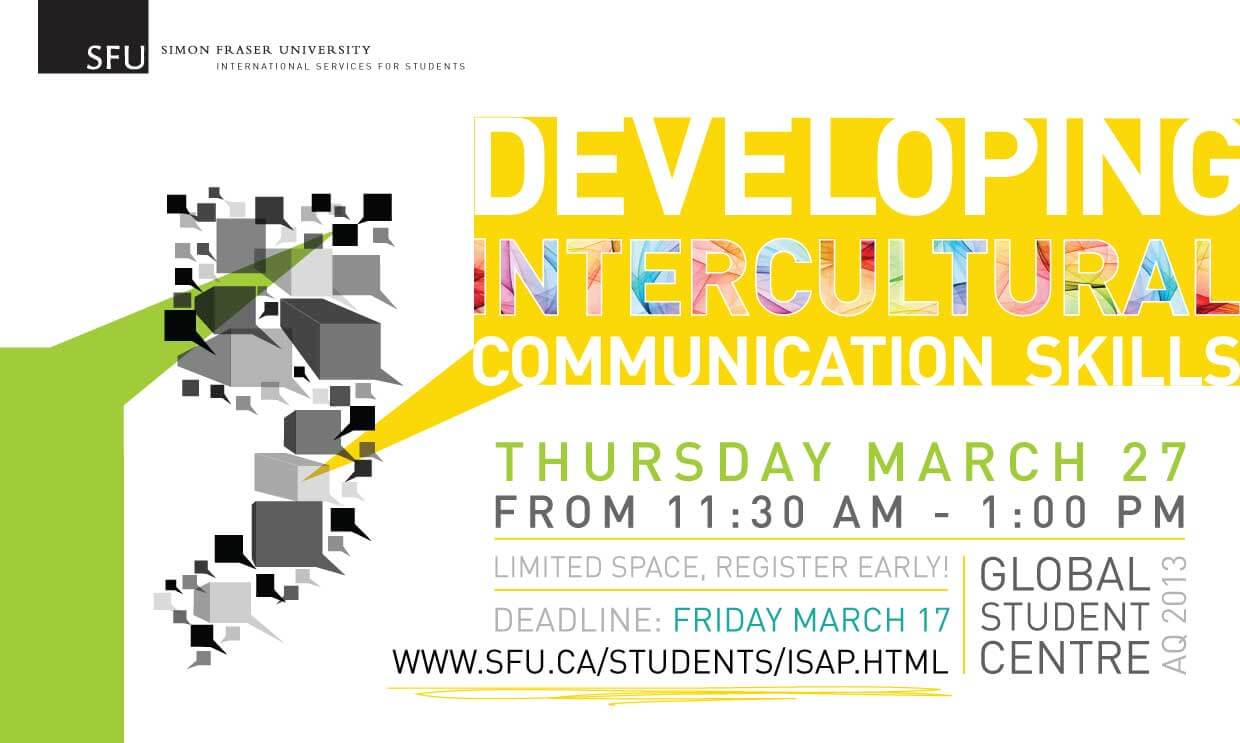 SFU
SIMON FRASER UNIVERSITY
INTERNATIONAL SERVICES FOR STUDENTS
DEVELOPING
INTERCULTURAL
COMMUNICATION SKILLS
THURSDAY MARCH 27
FROM 11:30 AM - 1:00 PM
LIMITED SPACE, REGISTER EARLY!
DEADLINE: FRIDAY MARCH 17
WWW.SFU.CA/STUDENTS/ISAP.HTML
GLOBAL
STUDENT
CENTRE
AQ 2013